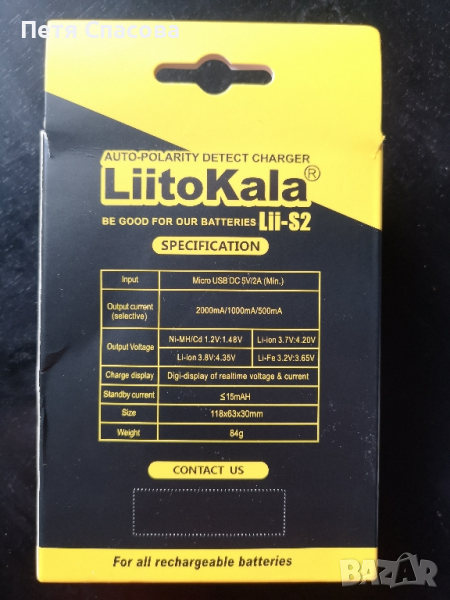 Петя Спасова
AUTO-POLARITY DETECT CHARGER
LiitoKala®
BE GOOD FOR OUR BATTERIES Lii-S2
SPECIFICATION
Input Micro USB DC 5V/2A (Min.)
Output current (selective) 2000mA/1000mA/500mA
Output Voltage Ni-MH/Cd 1.2V:1.48V Li-ion 3.7V:4.20V
Li-ion 3.8V:4.35V Li-Fe 3.2V:3.65V
Charge display Digi-display of realtime voltage & current
Standby current ≤15mAH
Size 118x63x30mm
Weight 84g
CONTACT US
For all rechargeable batteries
BAZAR